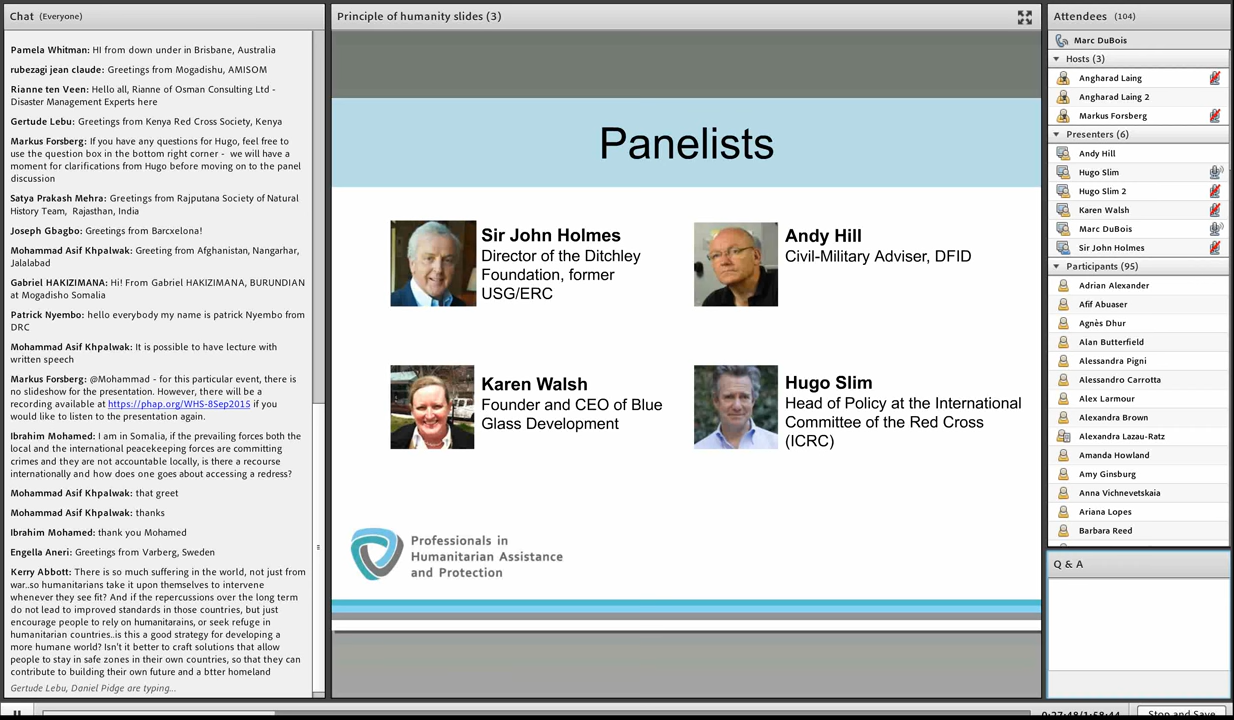 Chat (Everyone)
Pamela Whitman: HI from down under in Brisbane, Australia
rubezagi jean claude: Greetings from Mogadishu, AMISOM
Rianne ten Veen: Hello all, Rianne of Osman Consulting Ltd -
Disaster Management Experts here
Gertude Lebu: Greetings from Kenya Red Cross Society, Kenya
Markus Forsberg: If you have any questions for Hugo, feel free to
use the question box in the bottom right corner - we will have a
moment for clarifications from Hugo before moving on to the panel
discussion
Satya Prakash Mehra: Greetings from Rajputana Society of Natural
History Team, Rajasthan, India
Joseph Gbagbo: Greetings from Barcxelona!
Mohammad Asif Khpalwak: Greeting from Afghanistan, Nangarhar,
Jalalabad
Gabriel HAKIZIMANA: Hi! From Gabriel HAKIZIMANA, BURUNDIAN
at Mogadisho Somalia
Patrick Nyembo: hello everybody my name is patrick Nyembo from
DRC
Mohammad Asif Khpalwak: It is possible to have lecture with
written speech
Markus Forsberg: @Mohammad - for this particular event, there is
no slideshow for the presentation. However, there will be a
recording available at https://phap.org/WHS-8Sep2015 if you
would like to listen to the presentation again.
Ibrahim Mohamed: I am in Somalia, if the prevailing forces both the
local and the international peacekeeping forces are committing
crimes and they are not accountable locally, is there a recourse
internationally and how does one goes about accessing a redress?
Mohammad Asif Khpalwak: that greet
Mohammad Asif Khpalwak: thanks
Ibrahim Mohamed: thank you Mohamed
Engella Aneri: Greetings from Varberg, Sweden
Kerry Abbott: There is so much suffering in the world, not just from
war..so humanitarians take it upon themselves to intervene
whenever they see fit? And if the repercussions over the long term
do not lead to improved standards in those countries, but just
encourage people to rely on humanitarains, or seek refuge in
humanitarian countries..is this a good strategy for developing a
more humane world? Isn't it better to craft solutions that allow
people to stay in safe zones in their own countries, so that they can
contribute to building their own future and a btter homeland
Gertude Lebu, Daniel Pidge are typing...
Principle of humanity slides (3)
Panelists
Sir John Holmes
Director of the Ditchley
Foundation, former
USG/ERC
Andy Hill
Civil-Military Adviser, DFID
Karen Walsh
Founder and CEO of Blue
Glass Development
Hugo Slim
Head of Policy at the International
Committee of the Red Cross
(ICRC)
Professionals in
Humanitarian Assistance
and Protection
Attendees (104)
Marc DuBois
Hosts (3)
Angharad Laing
Angharad Laing 2
Markus Forsberg
Presenters (6)
Andy Hill
Hugo Slim
Hugo Slim 2
Karen Walsh
Marc DuBois
Sir John Holmes
Participants (95)
Adrian Alexander
Afif Abuaser
Agnès Dhur
Alan Butterfield
Alessandra Pigni
Alessandro Carrotta
Alex Larmour
Alexandra Brown
Alexandra Lazau-Ratz
Amanda Howland
Amy Ginsburg
Anna Vichnevetskaia
Ariana Lopes
Barbara Reed
Q & A
0:27:48/1:58:44
Stop and Save